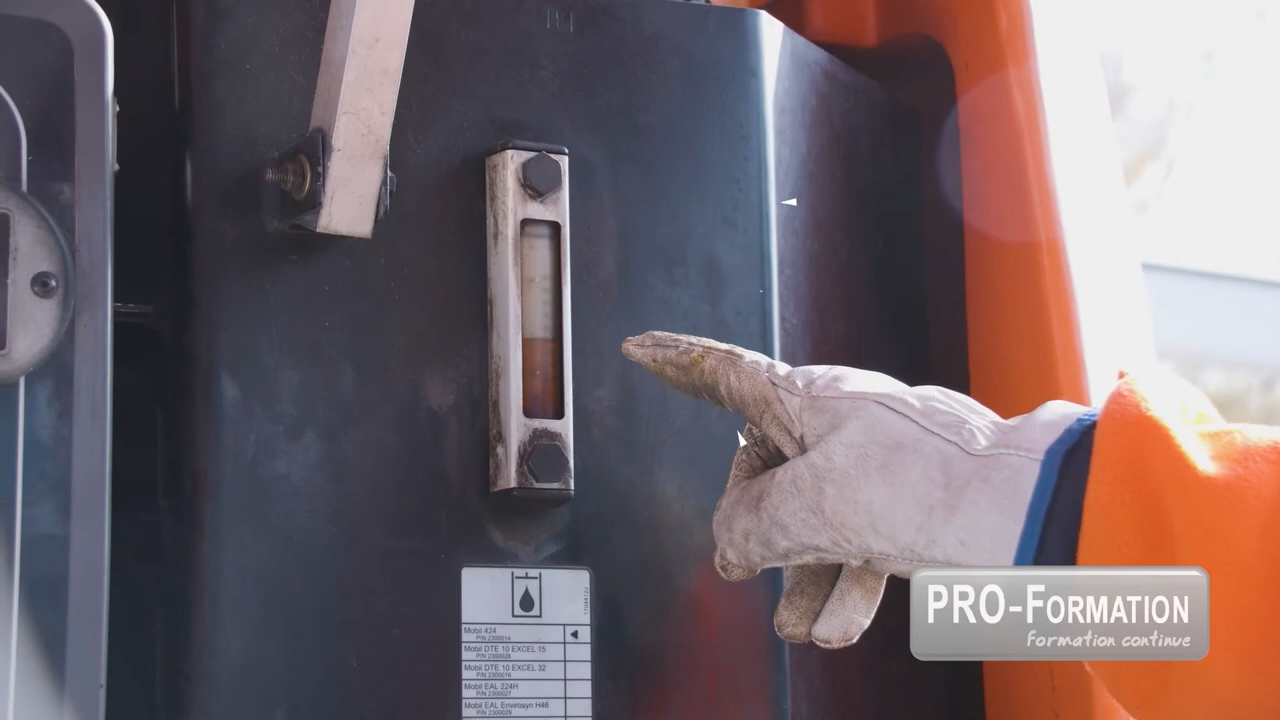 Mobil 424
P/N 2300014
Mobil DTE 10 EXCEL 15
P/N 2300026
Mobil DTE 10 EXCEL 32
P/N 2300016
Mobil EAL 224H
P/N 2300027
Mobil EAL Envirosyn H46
P/N 2300029
PRO-FORMATION
formation continue